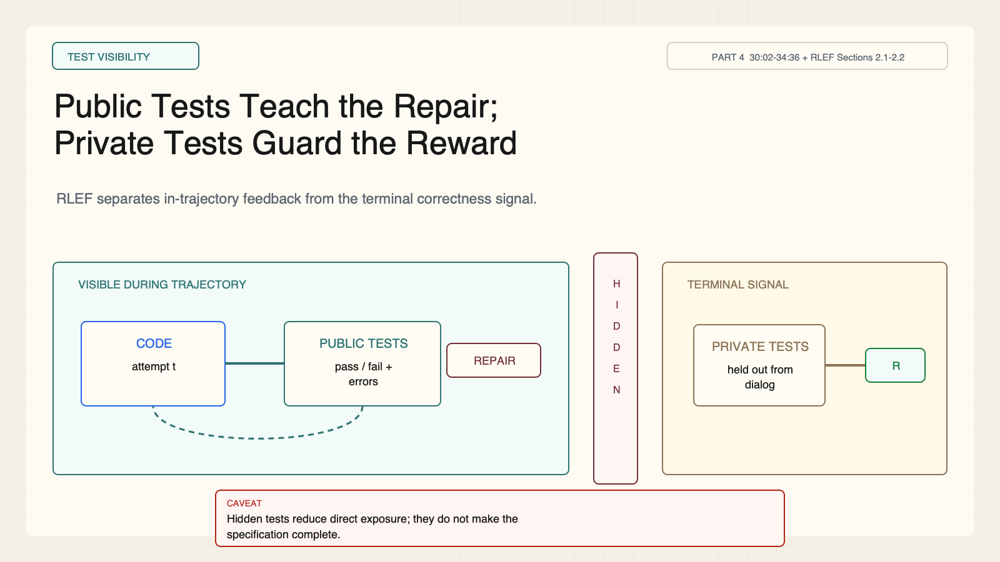 TEST VISIBILITY
PART 4 30:02-34:36 + RLEF Sections 2.1-2.2
Public Tests Teach the Repair;
Private Tests Guard the Reward
RLEF separates in-trajectory feedback from the terminal correctness signal.
VISIBLE DURING TRAJECTORY
CODE
attempt t
PUBLIC TESTS
pass / fail +
errors
REPAIR
H
I
D
D
E
N
TERMINAL SIGNAL
PRIVATE TESTS
held out from
dialog
R
CAVEAT
Hidden tests reduce direct exposure; they do not make the
specification complete.